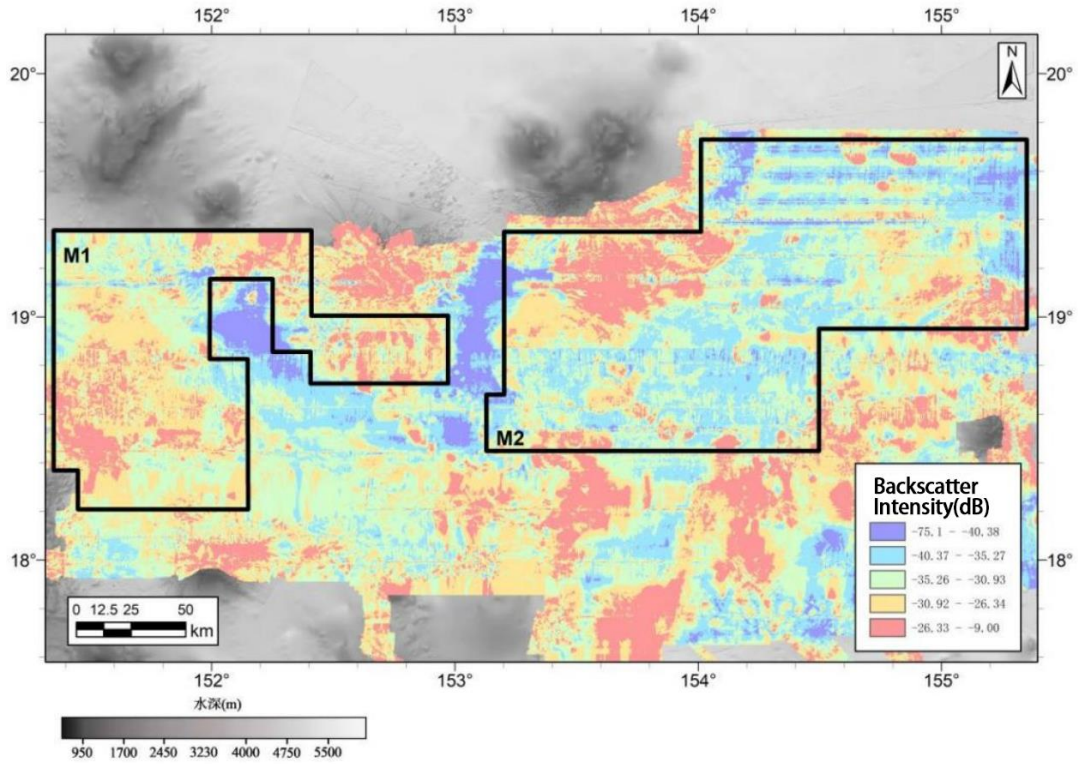 152° 153° 154° 155°
N
20° 20°
M1
19° 19°
M2
Backscatter
Intensity(dB)
-75.1 - -40.38
-40.37 - -35.27
-35.26 - -30.93
-30.92 - -26.34
-26.33 - -9.00
18° 18°
0 12.5 25 50
km
152° 153° 154° 155°
水深(m)
950 1700 2450 3230 4000 4750 5500